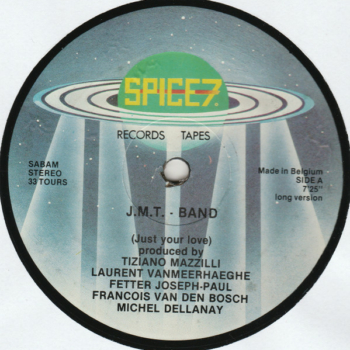 SPICE7.
RECORDS TAPES
SABAM
STEREO
33 TOURS
Made in Belgium
SIDE A
7'25"
long version
J.M.T. - BAND
(Just your love)
produced by
TIZIANO MAZZILLI
LAURENT VANMEERHAEGHE
FETTER JOSEPH-PAUL
FRANCOIS VAN DEN BOSCH
MICHEL DELLANAY